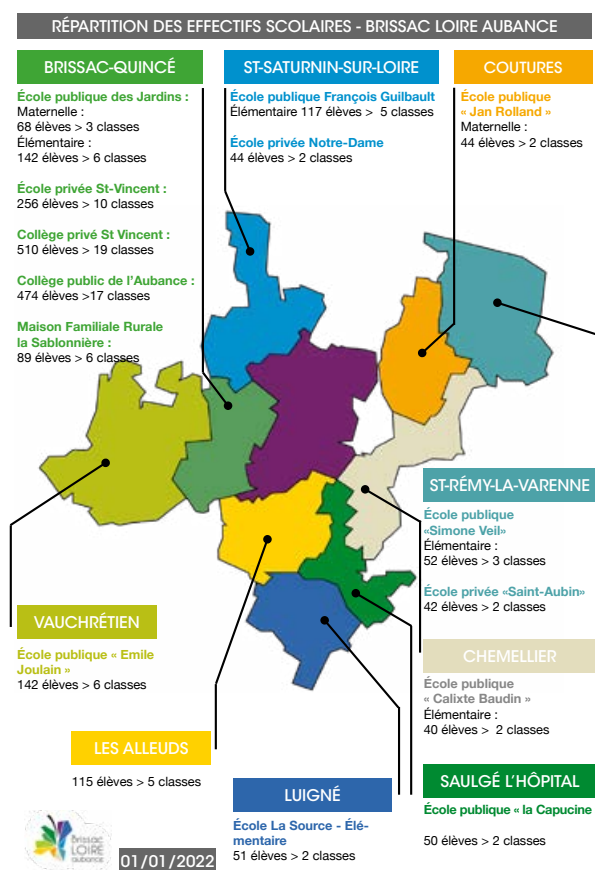 RÉPARTITION DES EFFECTIFS SCOLAIRES - BRISSAC LOIRE AUBANCE
BRISSAC-QUINCÉ
École publique des Jardins :
Maternelle :
68 élèves > 3 classes
Élémentaire :
142 élèves > 6 classes
École privée St-Vincent :
256 élèves > 10 classes
Collège privé St Vincent :
510 élèves > 19 classes
Collège public de l'Aubance :
474 élèves >17 classes
Maison Familiale Rurale
la Sablonnière :
89 élèves > 6 classes
ST-SATURNIN-SUR-LOIRE
École publique François Guilbault
Élémentaire 117 élèves > 5 classes
École privée Notre-Dame
44 élèves > 2 classes
COUTURES
École publique
« Jan Rolland »
Maternelle :
44 élèves > 2 classes
ST-RÉMY-LA-VARENNE
École publique
«Simone Veil»
Élémentaire :
52 élèves > 3 classes
École privée «Saint-Aubin»
42 élèves > 2 classes
VAUCHRÉTIEN
École publique « Emile
Joulain »
142 élèves > 6 classes
CHEMELLIER
École publique
« Calixte Baudin »
Élémentaire :
40 élèves > 2 classes
LES ALLEUDS
115 élèves > 5 classes
LUIGNÉ
École La Source - Élé-
mentaire
51 élèves > 2 classes
SAULGÉ L'HÔPITAL
École publique « la Capucine
50 élèves > 2 classes
Brissac
LOIRE
aubance
01/01/2022